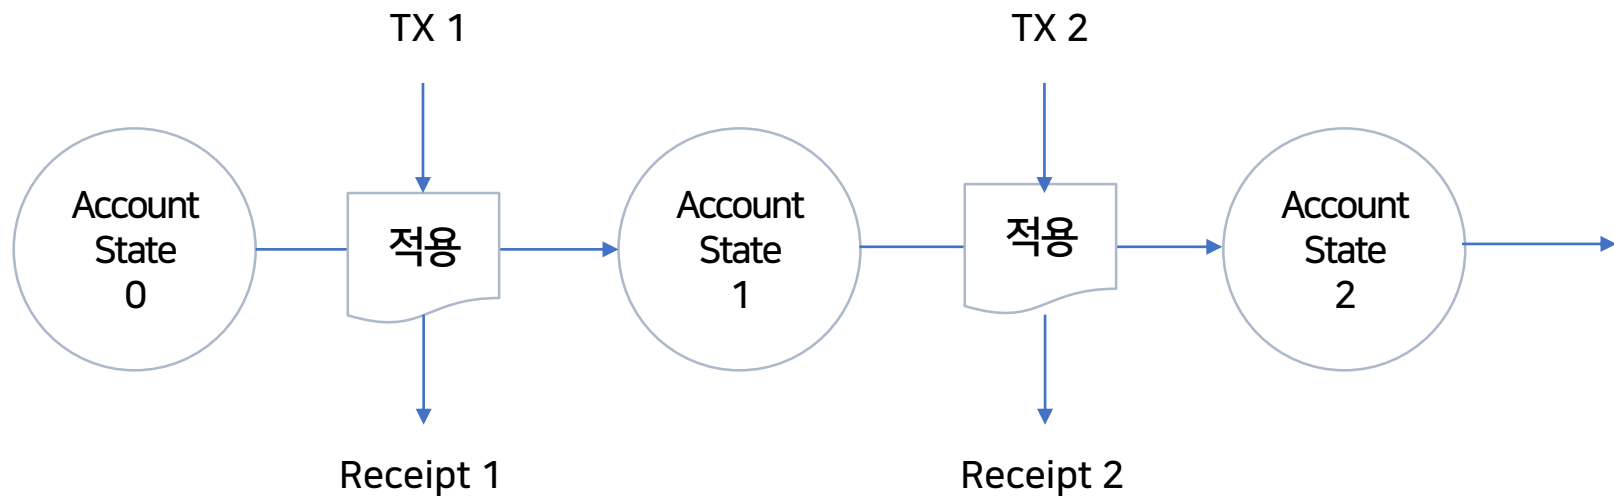 TX 1
TX 2
Account
State
0
적용
Account
State
1
적용
Account
State
2
Receipt 1
Receipt 2